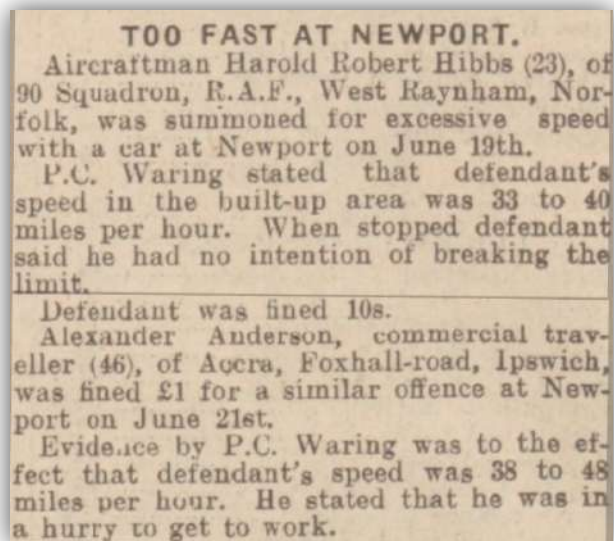 TOO FAST AT NEWPORT.
Aircraftman Harold Robert Hibbs (23), of
90 Squadron, R.A.F., West Raynham, Nor-
folk, was summoned for excessive speed
with a car at Newport on June 19th.
P.C. Waring stated that defendant's
speed in the built-up area was 33 to 40
miles per hour. When stopped defendant
said he had no intention of breaking the
limit.
Defendant was fined 10s.
Alexander Anderson, commercial trav-
eller (46), of Accra, Foxhall-road, Ipswich,
was fined £1 for a similar offence at New-
port on June 21st.
Evidence by P.C. Waring was to the ef-
fect that defendant's speed was 38 to 48
miles per hour. He stated that he was in
a hurry to get to work.